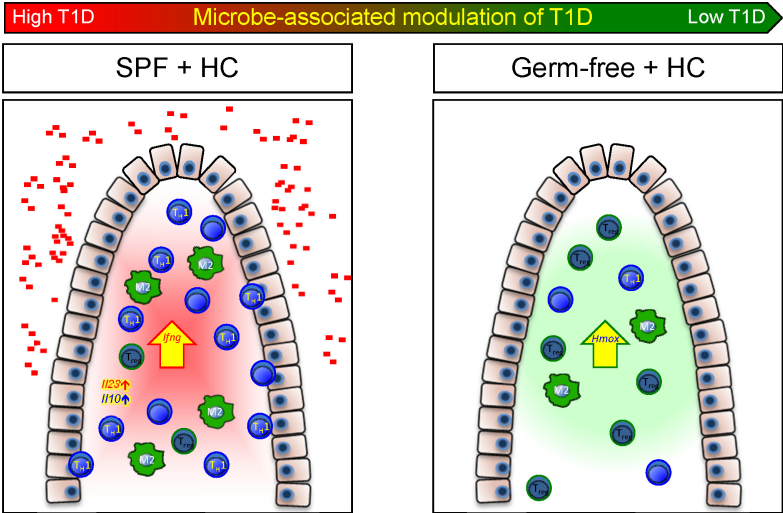 High T1D
Microbe-associated modulation of T1D
Low T1D
SPF + HC
Germ-free + HC
TH1
TH1
M2
M2
TH1
TH1
Ifng
TH1
Treg
Il23
Il10
M2
TH1
TH1
Treg
M2
TH1
TH1
Treg
Treg
TH1
M2
Hmox
Treg
Treg
M2
Treg
Treg